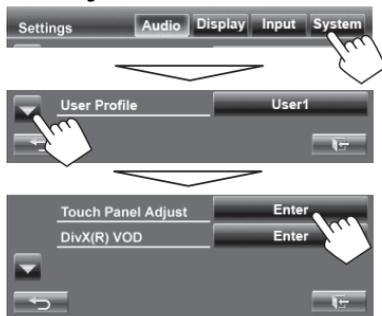 Settings Audio Display Input System
User Profile User1
Touch Panel Adjust Enter
DivX(R) VOD Enter